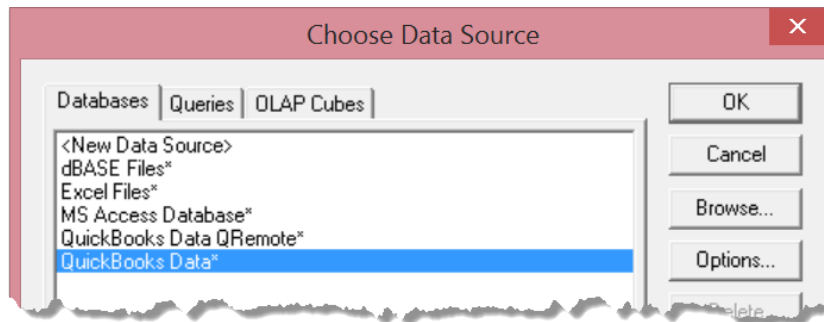 Choose Data Source
Databases Queries OLAP Cubes
OK
<New Data Source>
dBASE Files*
Cancel
Excel Files*
MS Access Database*
Browse...
QuickBooks Data QRemote*
QuickBooks Data*
Options...
Delete